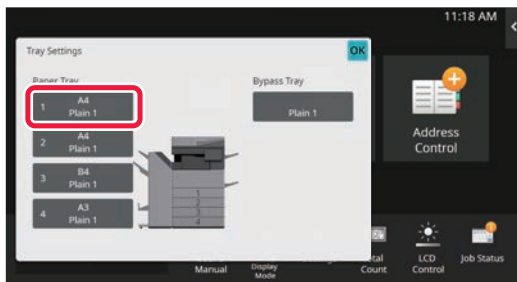 11:18 AM
Tray Settings
OK
Paper Tray
Bypass Tray
1
A4
Plain 1
Plain 1
2
A4
Plain 1
3
B4
Plain 1
4
A3
Plain 1
1
2
3
4
Address
Control
Manual
Display
Mode
Count
LCD
Control
Job Status